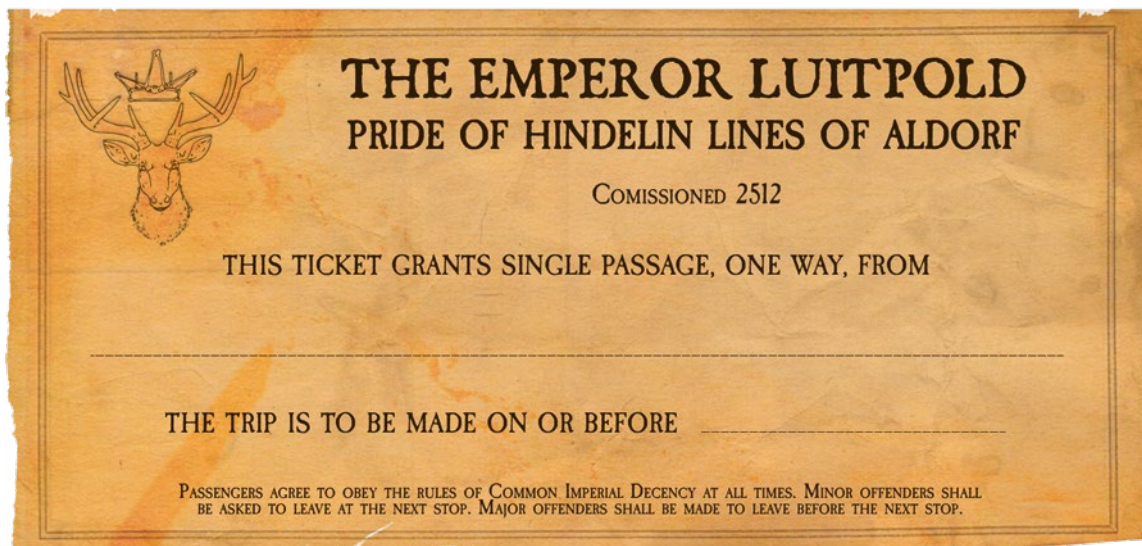 THE EMPEROR LUITPOLD
PRIDE OF HINDELIN LINES OF ALDORF
COMISSIONED 2512
THIS TICKET GRANTS SINGLE PASSAGE, ONE WAY, FROM
THE TRIP IS TO BE MADE ON OR BEFORE
PASSENGERS AGREE TO OBEY THE RULES OF COMMON IMPERIAL DECENCY AT ALL TIMES. MINOR OFFENDERS SHALL
BE ASKED TO LEAVE AT THE NEXT STOP. MAJOR OFFENDERS SHALL BE MADE TO LEAVE BEFORE THE NEXT STOP.